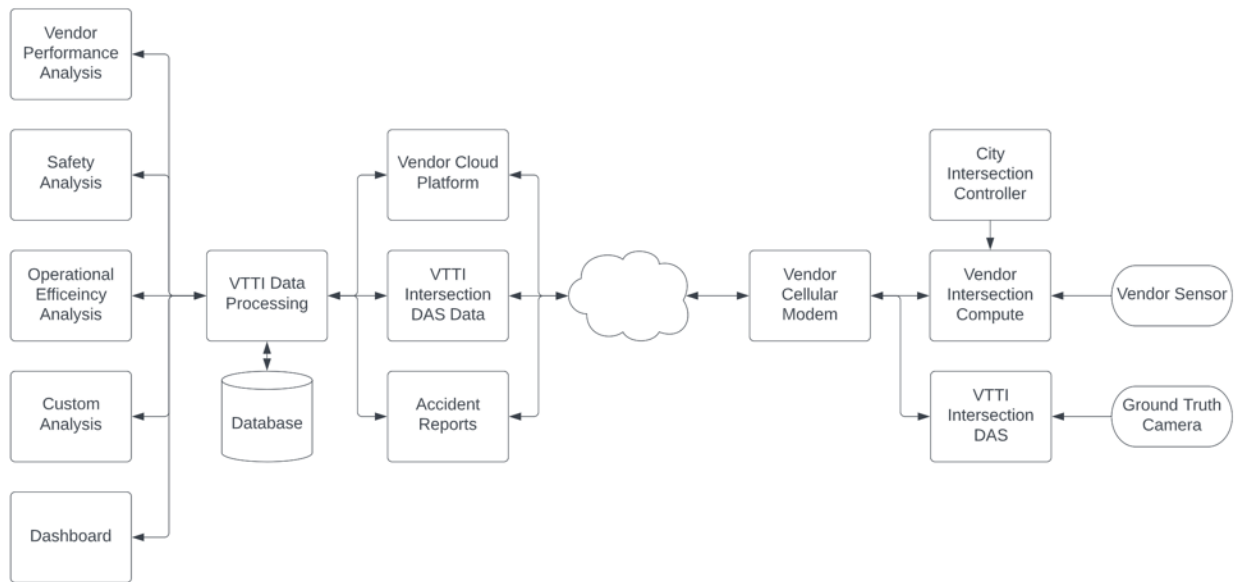 Vendor
Performance
Analysis
Safety
Analysis
Operational
Efficeincy
Analysis
Custom
Analysis
Dashboard
VTTI Data
Processing
Database
Vendor Cloud
Platform
VTTI
Intersection
DAS Data
Accident
Reports
Vendor
Cellular
Modem
City
Intersection
Controller
Vendor
Intersection
Compute
VTTI
Intersection
DAS
Vendor Sensor
Ground Truth
Camera